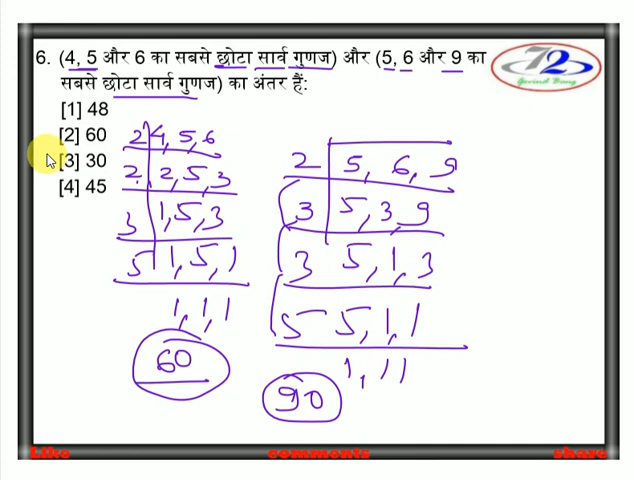 6. (4, 5 और 6 का सबसे छोटा सार्व गुणज) और (5, 6 और 9 का
सबसे छोटा सार्व गुणज) का अंतर हैं:
[1] 48
[2] 60
[3] 30
[4] 45
72
Govind Bung
2 4, 5, 6
2 2, 5, 3
3 1, 5, 3
5 1, 5, 1
1, 1, 1
60
2 5, 6, 9
3 5, 3, 9
3 5, 1, 3
5 5, 1, 1
1, 1 1
90
Like
comments
share